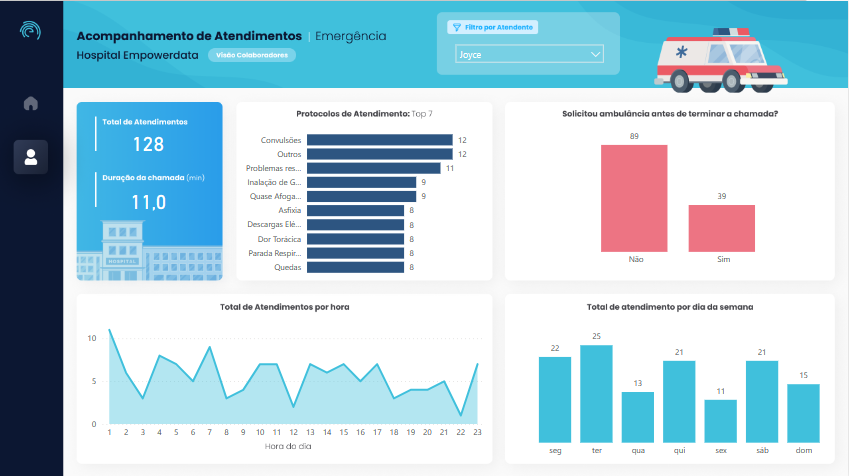 Acompanhamento de Atendimentos | Emergência
Hospital Empowerdata
Visão Colaboradores
Filtro por Atendente
Joyce
Total de Atendimentos
128
Duração da chamada (min)
11,0
HOSPITAL
Protocolos de Atendimento: Top 7
Convulsões 12
Outros 12
Problemas res... 11
Inalação de G... 9
Quase Afoga... 9
Asfixia 8
Descargas Elé... 8
Dor Torácica 8
Parada Respir... 8
Quedas 8
Solicitou ambulância antes de terminar a chamada?
89
39
Não Sim
Total de Atendimentos por hora
10
5
0
1 2 3 4 5 6 7 8 9 10 11 12 13 14 15 16 17 18 19 20 21 22 23
Hora do dia
Total de atendimento por dia da semana
22 25 13 21 11 21 15
seg ter qua qui sex sáb dom